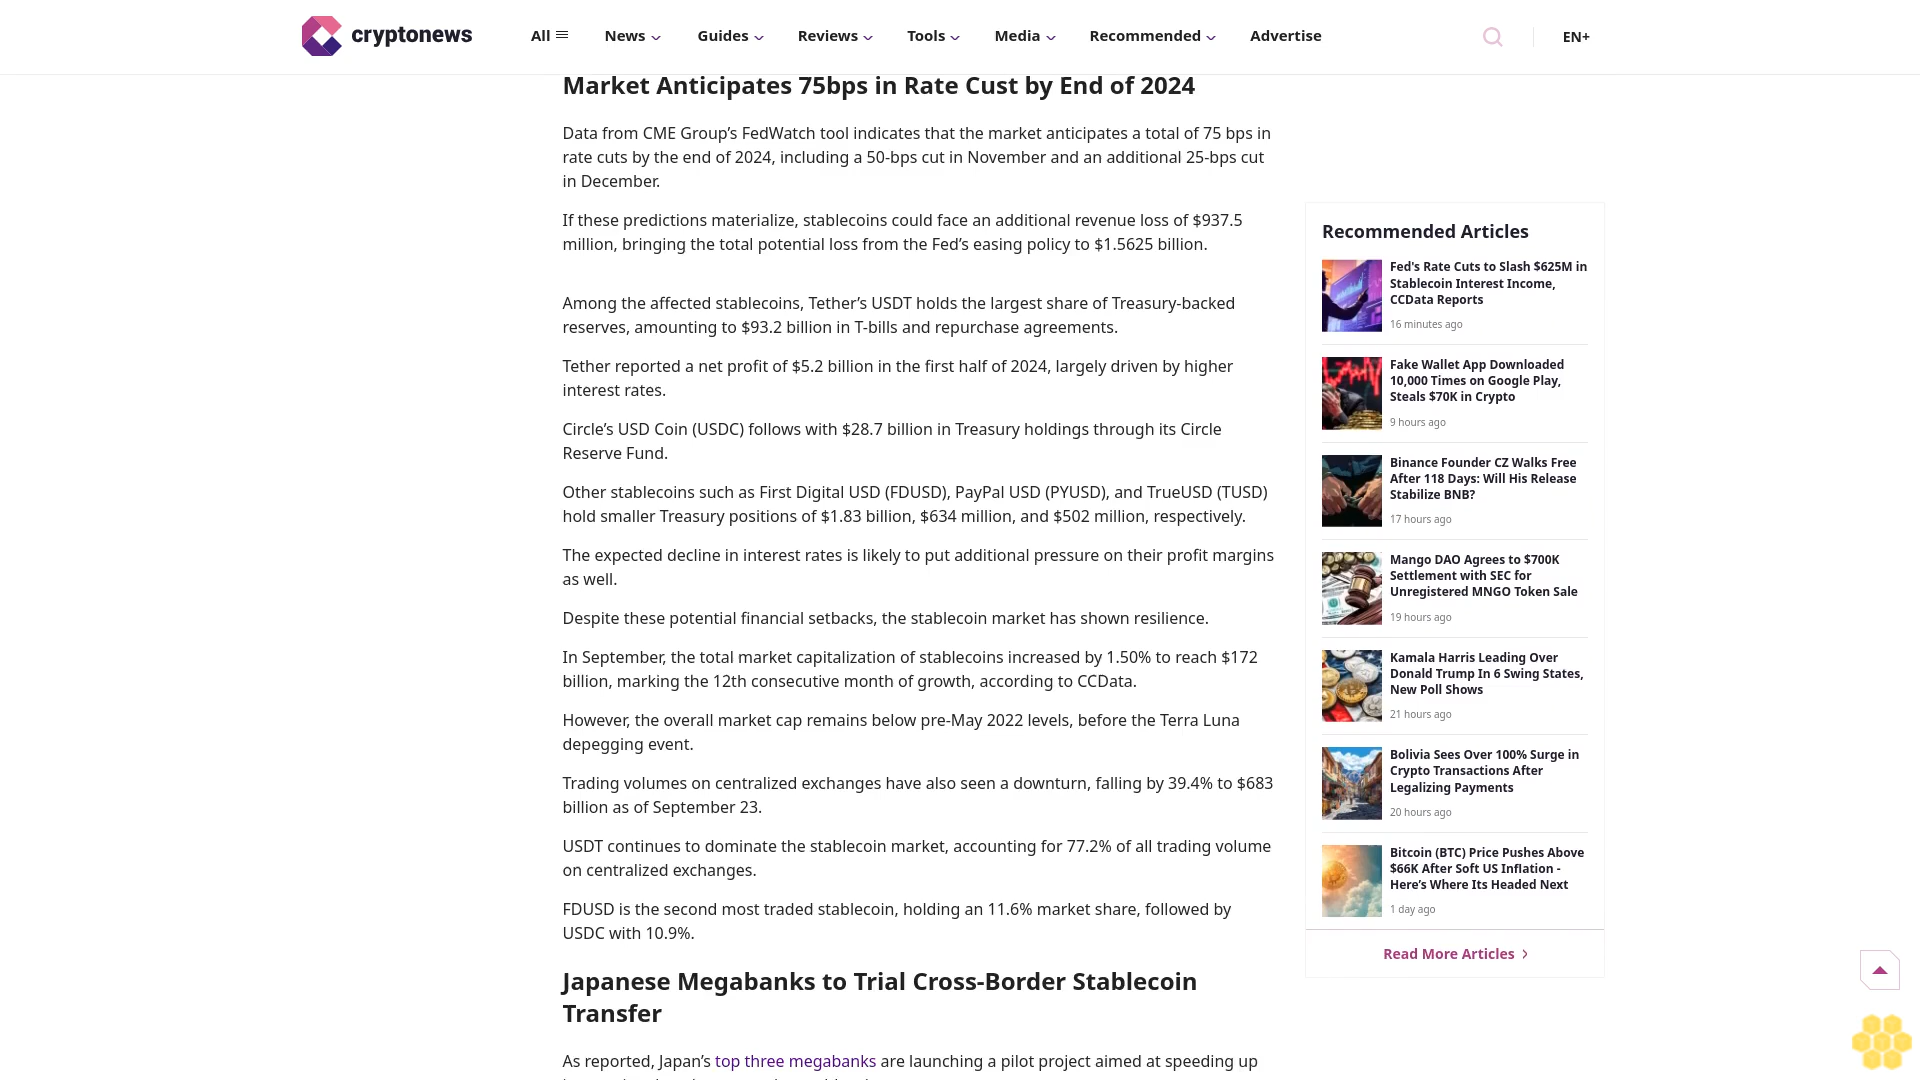 cryptonews
All
News
Guides
Reviews
Tools
Media
Recommended
Advertise
EN+
Market Anticipates 75bps in Rate Cust by End of 2024
Data from CME Group’s FedWatch tool indicates that the market anticipates a total of 75 bps in
rate cuts by the end of 2024, including a 50-bps cut in November and an additional 25-bps cut
in December.
If these predictions materialize, stablecoins could face an additional revenue loss of $937.5
million, bringing the total potential loss from the Fed’s easing policy to $1.5625 billion.
Among the affected stablecoins, Tether’s USDT holds the largest share of Treasury-backed
reserves, amounting to $93.2 billion in T-bills and repurchase agreements.
Tether reported a net profit of $5.2 billion in the first half of 2024, largely driven by higher
interest rates.
Circle’s USD Coin (USDC) follows with $28.7 billion in Treasury holdings through its Circle
Reserve Fund.
Other stablecoins such as First Digital USD (FDUSD), PayPal USD (PYUSD), and TrueUSD (TUSD)
hold smaller Treasury positions of $1.83 billion, $634 million, and $502 million, respectively.
The expected decline in interest rates is likely to put additional pressure on their profit margins
as well.
Despite these potential financial setbacks, the stablecoin market has shown resilience.
In September, the total market capitalization of stablecoins increased by 1.50% to reach $172
billion, marking the 12th consecutive month of growth, according to CCData.
However, the overall market cap remains below pre-May 2022 levels, before the Terra Luna
depegging event.
Trading volumes on centralized exchanges have also seen a downturn, falling by 39.4% to $683
billion as of September 23.
USDT continues to dominate the stablecoin market, accounting for 77.2% of all trading volume
on centralized exchanges.
FDUSD is the second most traded stablecoin, holding an 11.6% market share, followed by
USDC with 10.9%.
Japanese Megabanks to Trial Cross-Border Stablecoin
Transfer
As reported, Japan’s top three megabanks are launching a pilot project aimed at speeding up
Recommended Articles
Fed's Rate Cuts to Slash $625M in
Stablecoin Interest Income,
CCData Reports
16 minutes ago
Fake Wallet App Downloaded
10,000 Times on Google Play,
Steals $70K in Crypto
9 hours ago
Binance Founder CZ Walks Free
After 118 Days: Will His Release
Stabilize BNB?
17 hours ago
Mango DAO Agrees to $700K
Settlement with SEC for
Unregistered MNGO Token Sale
19 hours ago
Kamala Harris Leading Over
Donald Trump In 6 Swing States,
New Poll Shows
21 hours ago
Bolivia Sees Over 100% Surge in
Crypto Transactions After
Legalizing Payments
20 hours ago
Bitcoin (BTC) Price Pushes Above
$66K After Soft US Inflation -
Here's Where Its Headed Next
1 day ago
Read More Articles